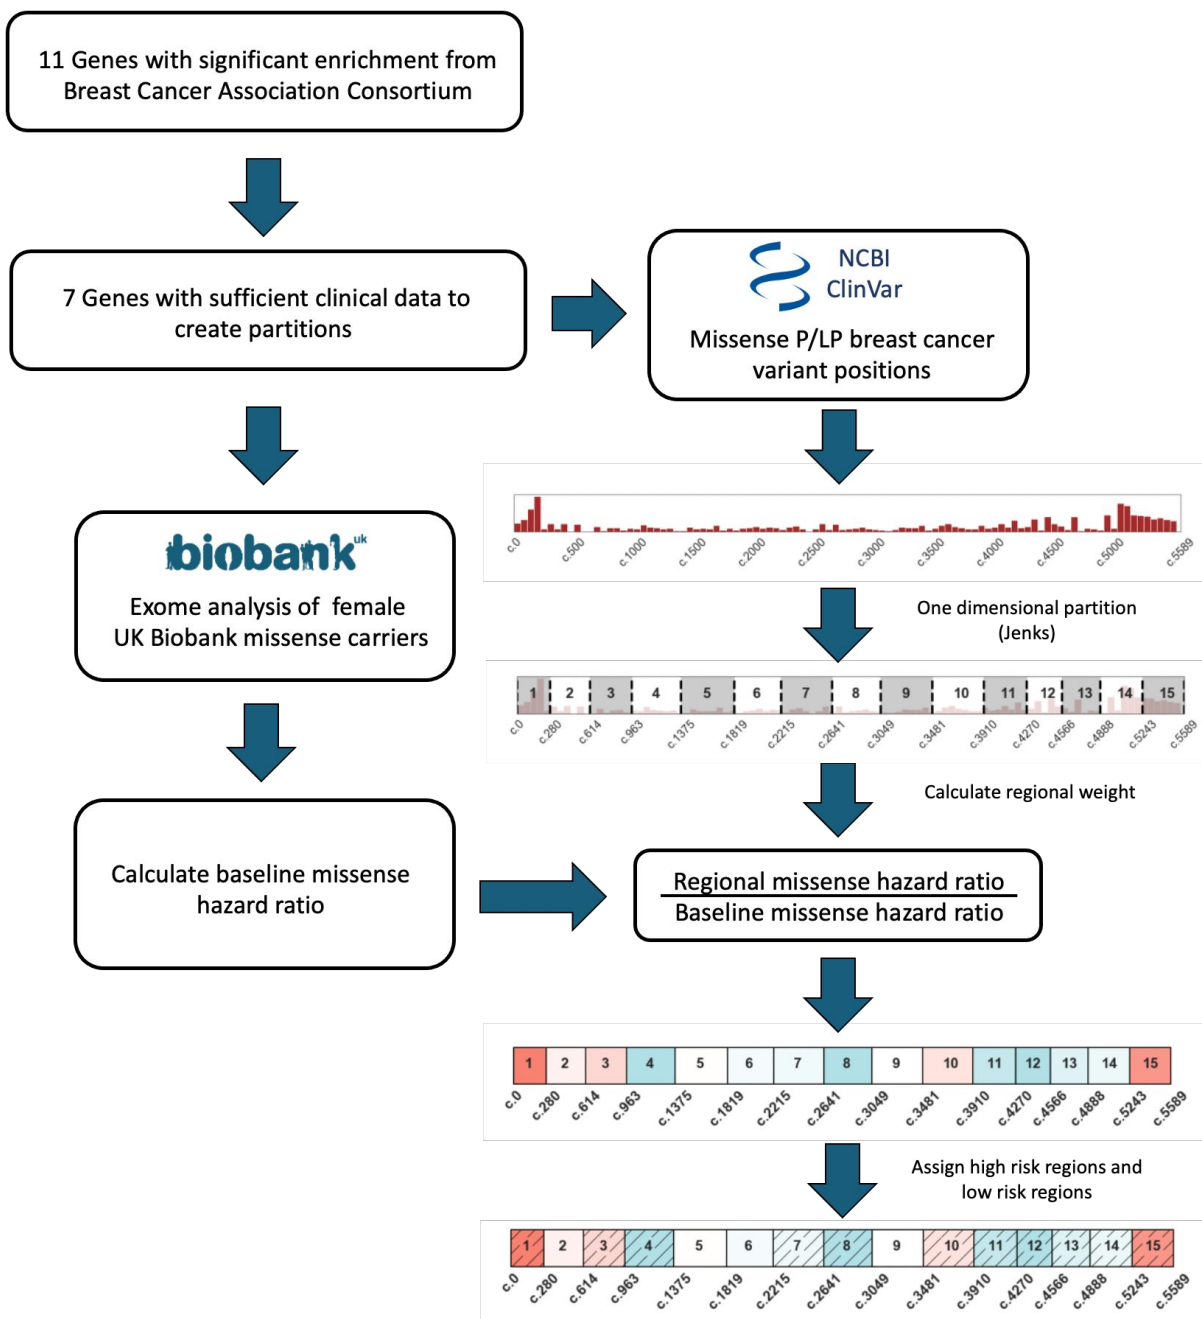 11 Genes with significant enrichment from
Breast Cancer Association Consortium
7 Genes with sufficient clinical data to
create partitions
NCBI
ClinVar
Missense P/LP breast cancer
variant positions
c.0 c.500 c.1000 c.1500 c.2000 c.2500 c.3000 c.3500 c.4000 c.4500 c.5000 c.5589
biobank uk
Exome analysis of female
UK Biobank missense carriers
One dimensional partition
(Jenks)
1 2 3 4 5 6 7 8 9 10 11 12 13 14 15
c.0 c.280 c.614 c.963 c.1375 c.1819 c.2215 c.2641 c.3049 c.3481 c.3910 c.4270 c.4566 c.4888 c.5243 c.5589
Calculate regional weight
Calculate baseline missense
hazard ratio
Regional missense hazard ratio
Baseline missense hazard ratio
1 2 3 4 5 6 7 8 9 10 11 12 13 14 15
c.0 c.280 c.614 c.963 c.1375 c.1819 c.2215 c.2641 c.3049 c.3481 c.3910 c.4270 c.4566 c.4888 c.5243 c.5589
Assign high risk regions and
low risk regions
1 2 3 4 5 6 7 8 9 10 11 12 13 14 15
c.0 c.280 c.614 c.963 c.1375 c.1819 c.2215 c.2641 c.3049 c.3481 c.3910 c.4270 c.4566 c.4888 c.5243 c.5589